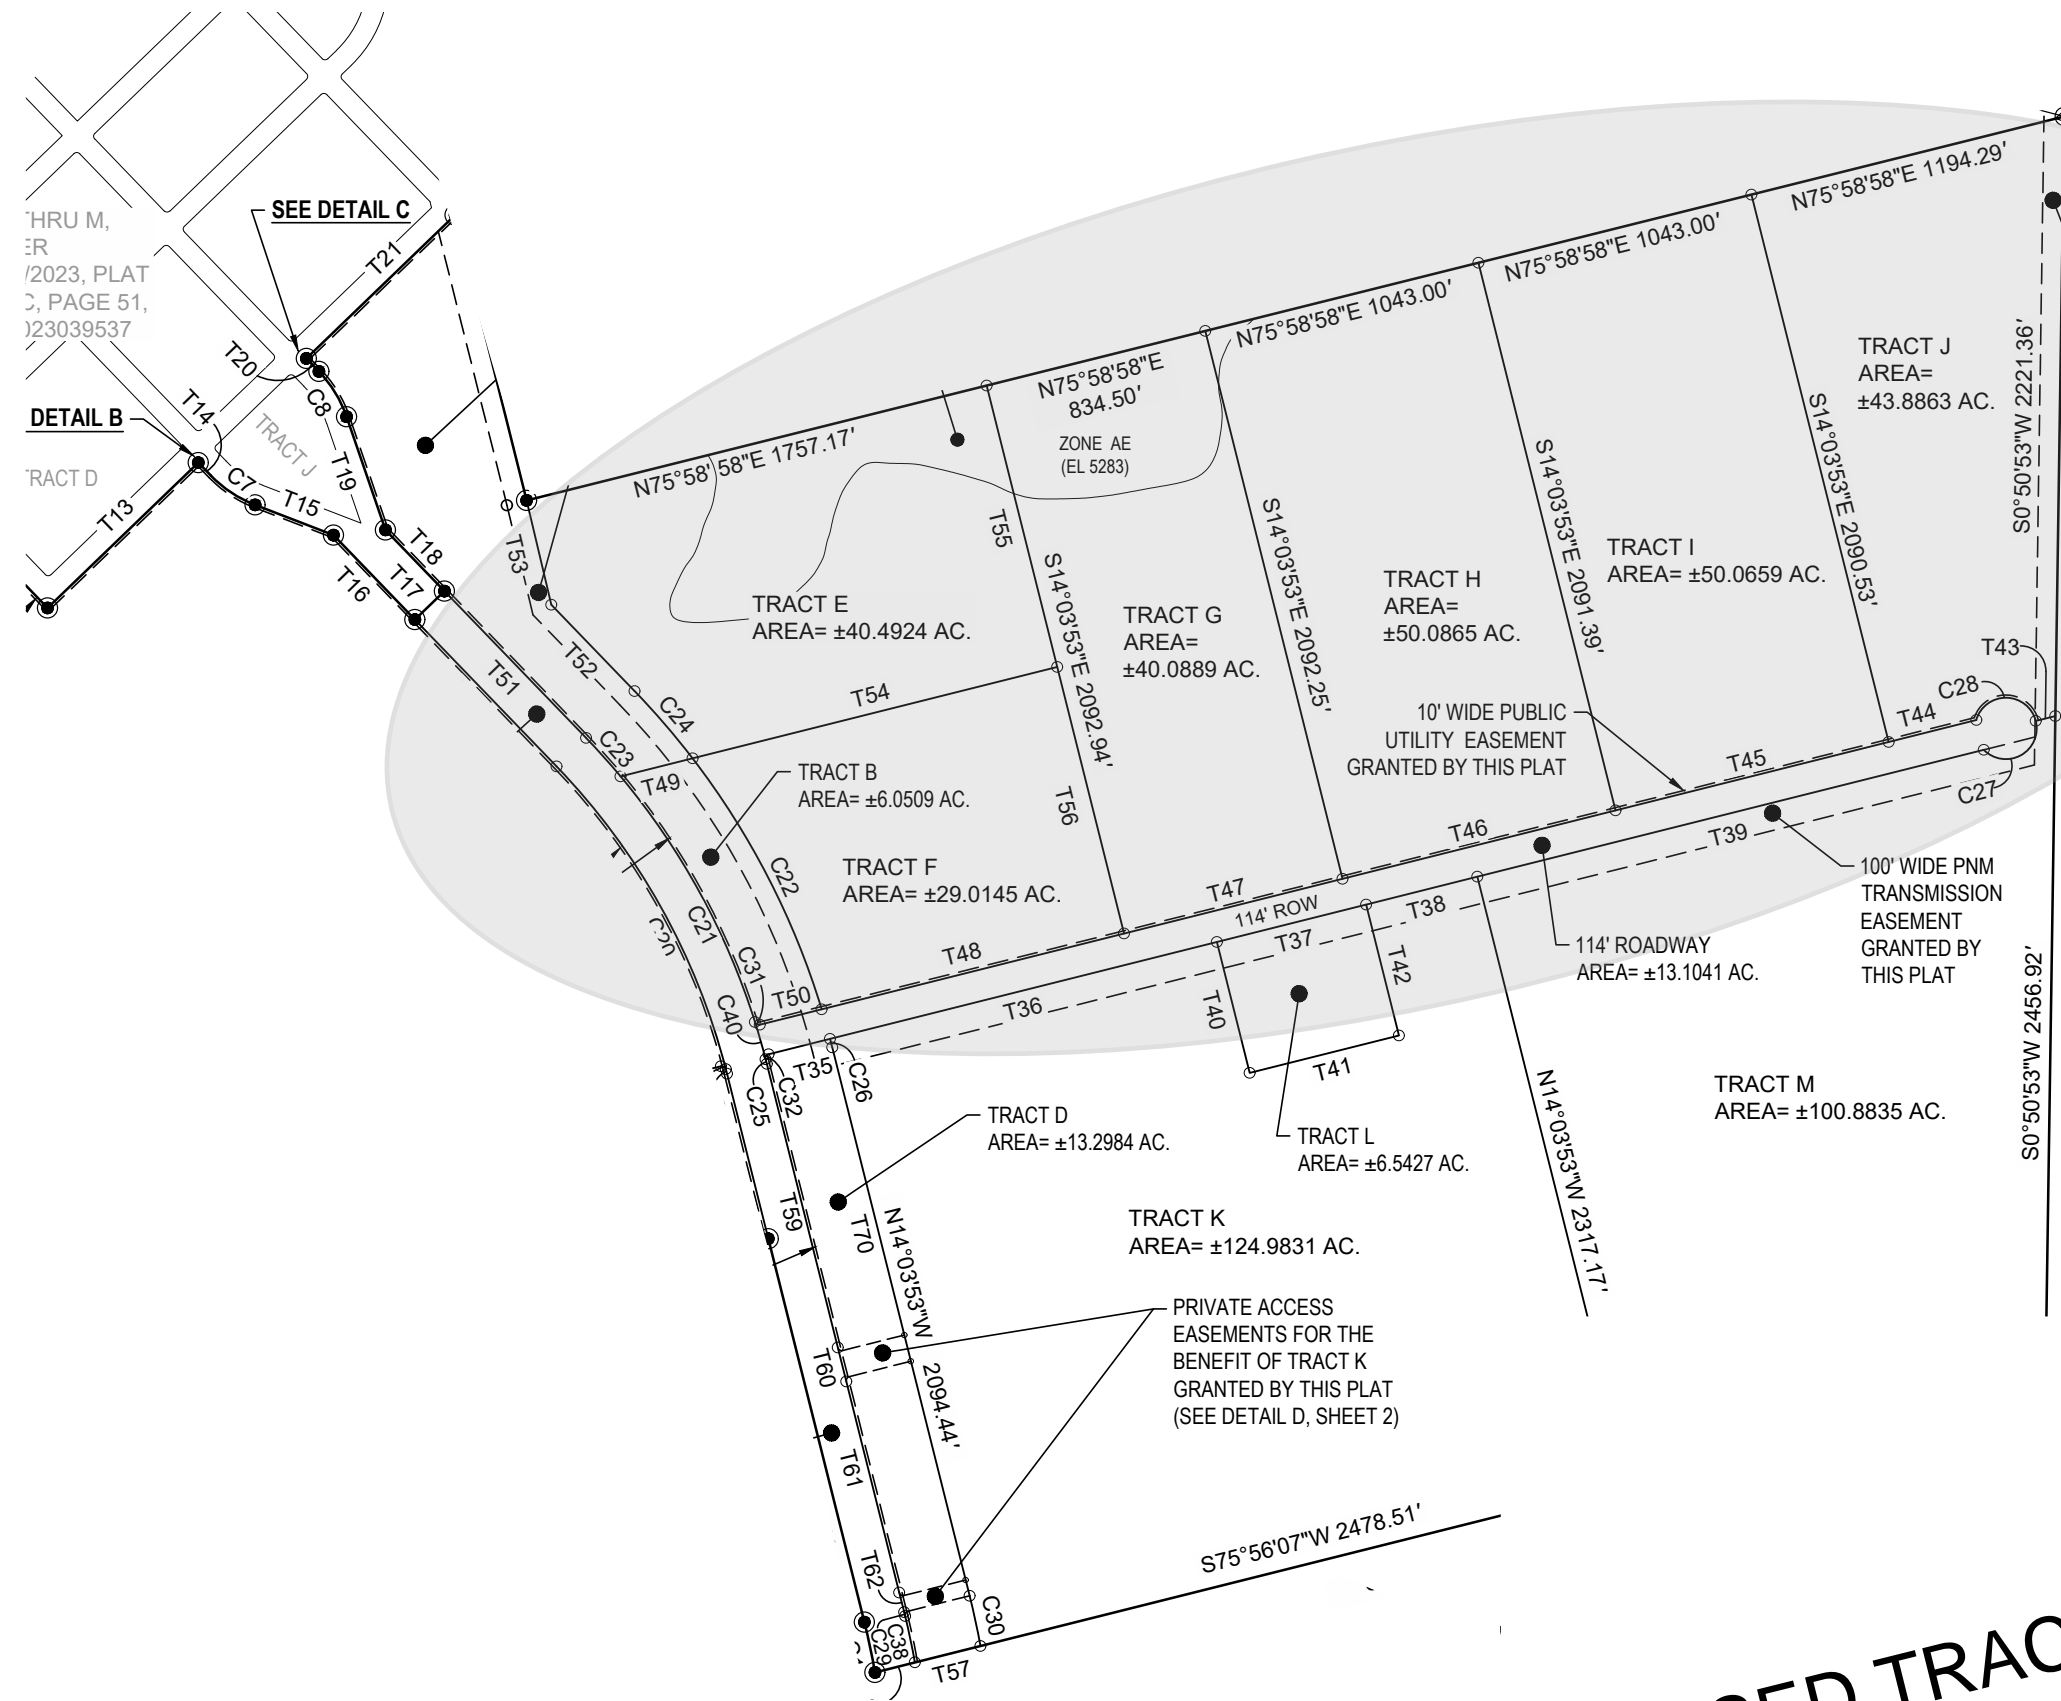 SEE DETAIL C
THRU M,
ER
/2023, PLAT
C, PAGE 51,
023039537
T21
T20
C8
T14
DETAIL B
TRACT J
TRACT D
T13
C7
T15
T19
T18
T17
T16
N75°58'58"E 1194.29'
N75°58'58"E 1043.00'
N75°58'58"E 1043.00'
N75°58'58"E
834.50'
ZONE AE
(EL 5283)
N75°58'58"E 1757.17'
TRACT J
AREA=
±43.8863 AC.
S0°50'53"W 2221.36'
S14°03'53"E 2090.53'
S14°03'53"E 2091.39'
S14°03'53"E 2092.25'
S14°03'53"E 2092.94'
T53
T55
TRACT I
AREA= ±50.0659 AC.
TRACT H
AREA=
±50.0865 AC.
TRACT G
AREA=
±40.0889 AC.
TRACT E
AREA= ±40.4924 AC.
T52
T51
T54
C24
C23
T49
T43
C28
T44
10' WIDE PUBLIC
UTILITY EASEMENT
GRANTED BY THIS PLAT
T45
C27
T39
T46
TRACT B
AREA= ±6.0509 AC.
T56
TRACT F
AREA= ±29.0145 AC.
C22
T47
114' ROW
T38
100' WIDE PNM
TRANSMISSION
EASEMENT
GRANTED BY
THIS PLAT
C20
C21
C31
T48
T37
114' ROADWAY
AREA= ±13.1041 AC.
T42
T50
T36
T40
C40
T35
C26
C25
C32
T41
S0°50'53"W 2456.92'
TRACT M
AREA= ±100.8835 AC.
N14°03'53"W 2317.17'
TRACT D
AREA= ±13.2984 AC.
TRACT L
AREA= ±6.5427 AC.
T59
T70
N14°03'53"W
2094.44'
TRACT K
AREA= ±124.9831 AC.
PRIVATE ACCESS
EASEMENTS FOR THE
BENEFIT OF TRACT K
GRANTED BY THIS PLAT
(SEE DETAIL D, SHEET 2)
T60
T61
T62
S75°56'07"W 2478.51'
C30
C38
C29
T57
SED TRAC